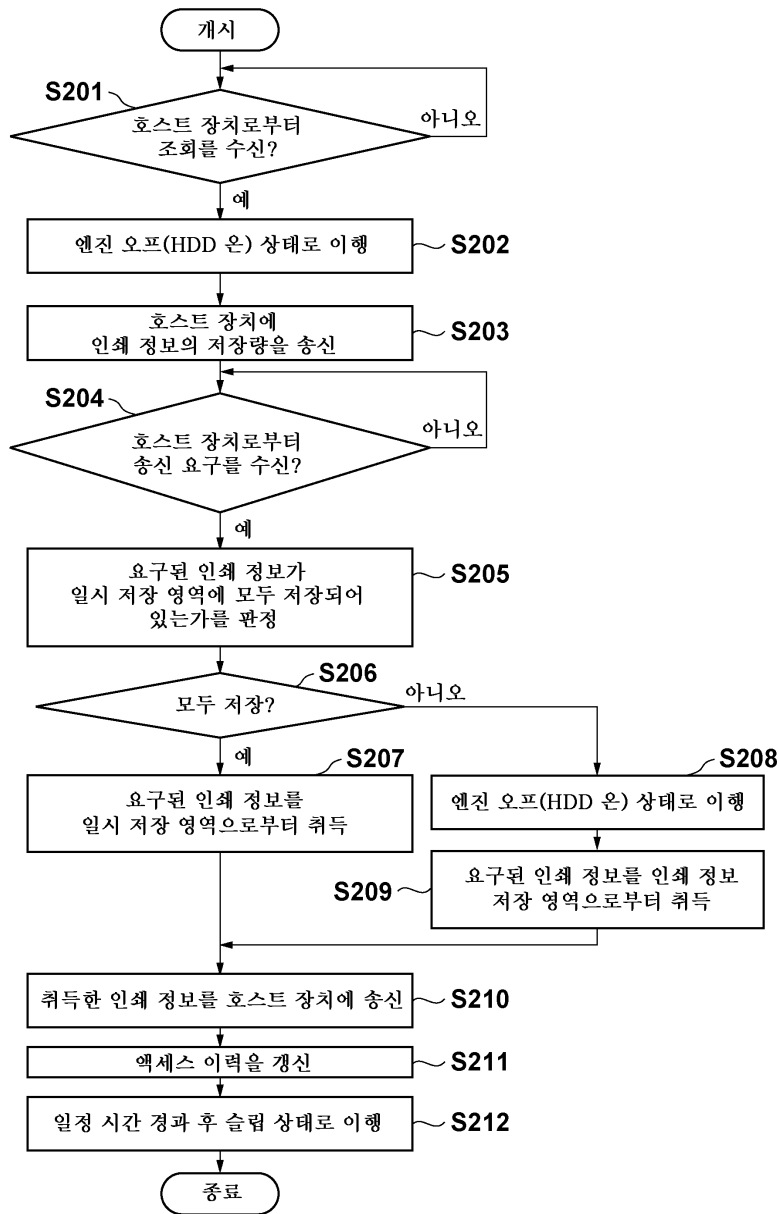 개시
S201
호스트 장치로부터
조회를 수신?
아니오
예
엔진 오프(HDD 온) 상태로 이행
S202
호스트 장치에
인쇄 정보의 저장량을 송신
S203
S204
호스트 장치로부터
송신 요구를 수신?
아니오
예
요구된 인쇄 정보가
일시 저장 영역에 모두 저장되어
있는가를 판정
S205
S206
모두 저장?
아니오
예
S207
요구된 인쇄 정보를
일시 저장 영역으로부터 취득
S208
엔진 오프(HDD 온) 상태로 이행
S209
요구된 인쇄 정보를 인쇄 정보
저장 영역으로부터 취득
취득한 인쇄 정보를 호스트 장치에 송신
S210
액세스 이력을 갱신
S211
일정 시간 경과 후 슬립 상태로 이행
S212
종료